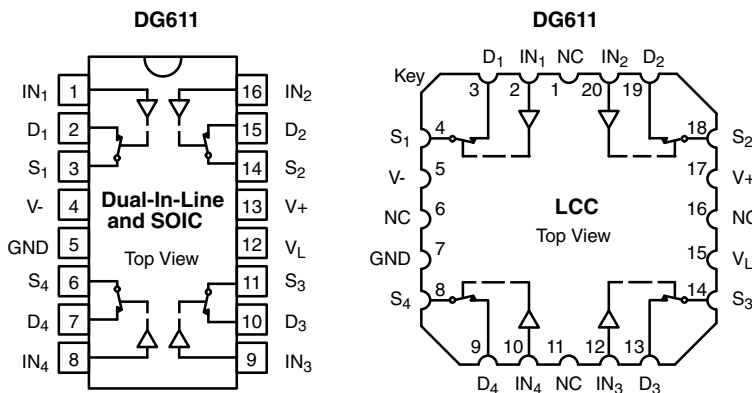 DG611
IN1 1 16 IN2
D1 2 15 D2
S1 3 14 S2
V- 4 Dual-In-Line 13 V+
and SOIC
GND 5 12 VL
Top View
S4 6 11 S3
D4 7 10 D3
IN4 8 9 IN3
DG611
D1 IN1 NC IN2 D2
Key
3 2 1 20 19
S1 4 18 S2
V- 5 17 V+
NC 6 LCC 16 NC
Top View
GND 7 15 VL
S4 8 14 S3
9 10 11 12 13
D4 IN4 NC IN3 D3